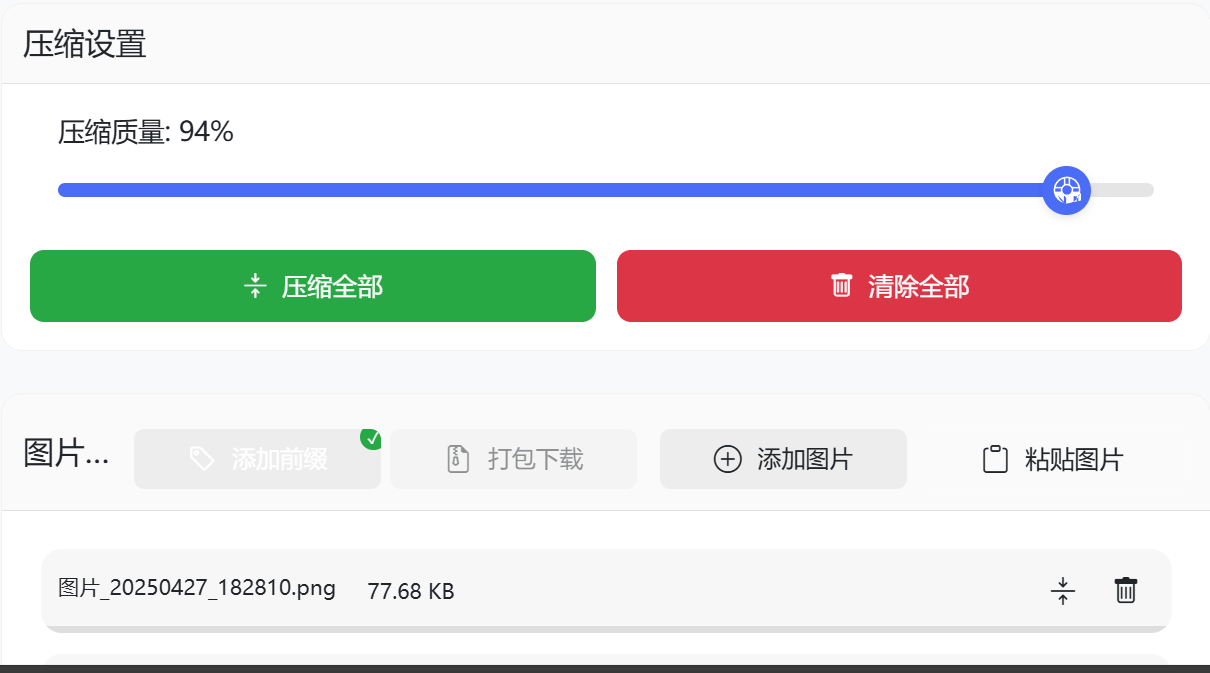 压缩设置
压缩质量: 94%
压缩全部 清除全部
图片... 添加前缀 打包下载 添加图片 粘贴图片
图片_20250427_182810.png 77.68 KB